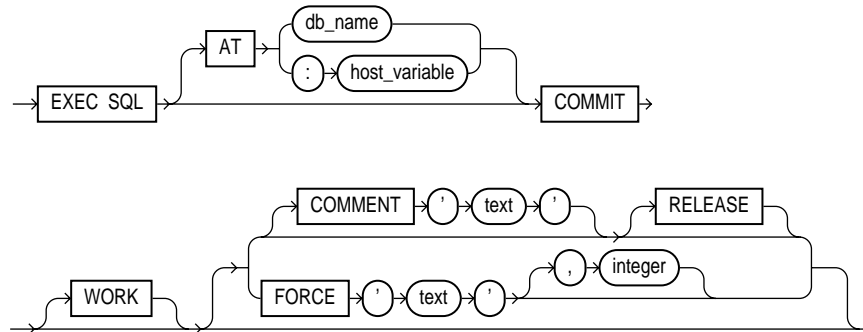 db_name
AT
: host_variable
EXEC SQL COMMIT
COMMENT ' text ' RELEASE
, integer
WORK FORCE ' text '